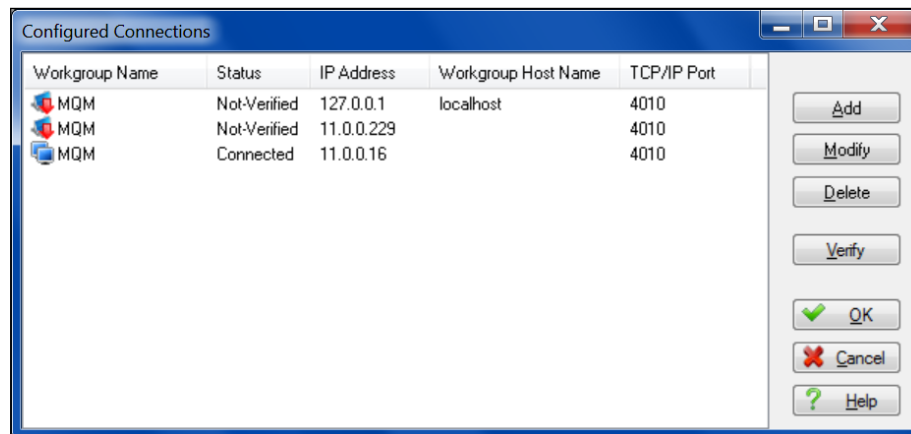 Configured Connections
Workgroup Name Status IP Address Workgroup Host Name TCP/IP Port
MQM Not-Verified 127.0.0.1 localhost 4010
MQM Not-Verified 11.0.0.229 4010
MQM Connected 11.0.0.16 4010
Add
Modify
Delete
Verify
OK
Cancel
Help